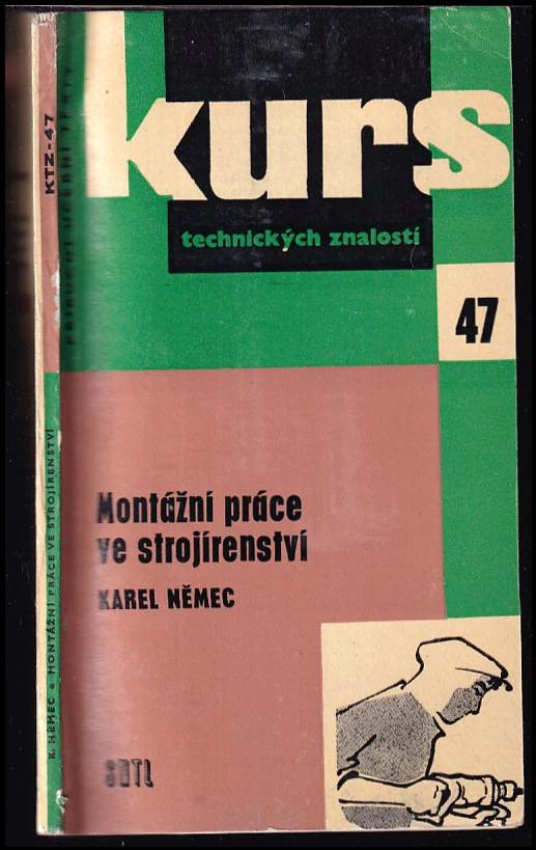 kurs
technických znalostí
47
Montážní práce
ve strojírenství
KAREL NĚMEC
SNTL
KTZ-47
K. NĚMEC • MONTÁŽNÍ PRÁCE VE STROJÍRENSTVÍ